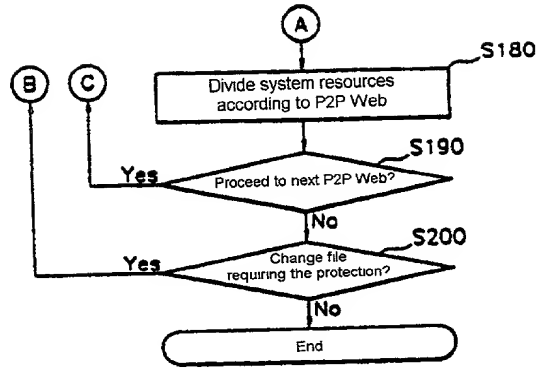 A
S180
Divide system resources
according to P2P Web
B
C
S190
Yes
Proceed to next P2P Web?
No
S200
Yes
Change file
requiring the protection?
No
End